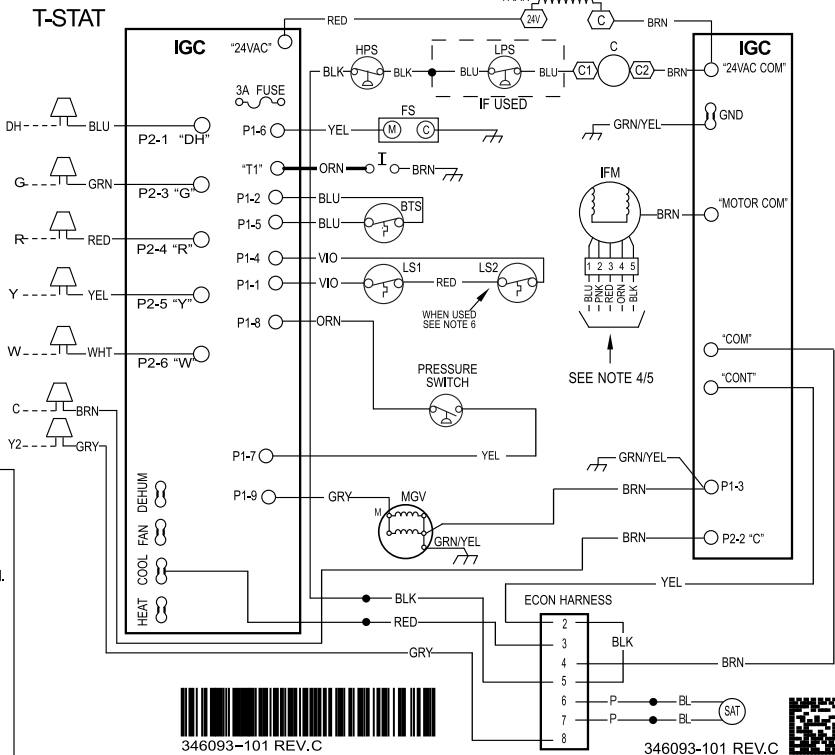 TRAN
T-STAT
RED
24V
C
BRN
IGC
"24VAC"
HPS
LPS
C
IGC
BLK
BLK
BLU
BLU
C1
C2
BRN
"24VAC COM"
IF USED
3A FUSE
FS
GND
DH
BLU
P2-1 "DH"
P1-6
YEL
M
C
GRN/YEL
"T1"
ORN
I
BRN
IFM
G
GRN
P2-3 "G"
P1-2
BLU
BTS
BRN
"MOTOR COM"
P1-5
BLU
R
RED
P2-4 "R"
P1-4
VIO
1 2 3 4 5
P1-1
VIO
LS1
RED
LS2
BLU
PNK
RED
ORN
BLK
Y
YEL
P2-5 "Y"
WHEN USED
SEE NOTE 6
P1-8
ORN
"COM"
W
WHT
P2-6 "W"
PRESSURE
SWITCH
SEE NOTE 4/5
"CONT"
C
BRN
Y2
GRY
P1-7
YEL
GRN/YEL
DEHUM
P1-9
GRY
MGV
M
BRN
P1-3
FAN
GRN/YEL
BRN
P2-2 "C"
COOL
YEL
HEAT
BLK
ECON HARNESS
RED
2
3
BLK
GRY
4
BRN
5
6
P
BL
SAT
7
P
BL
8
346093-101 REV.C
346093-101 REV.C